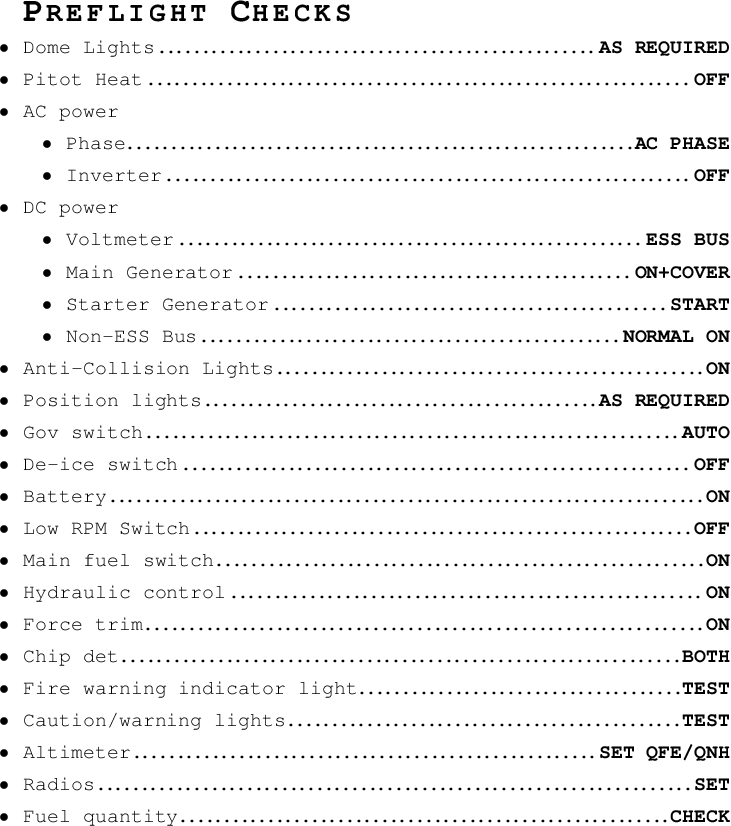 PREFLIGHT CHECKS
• Dome Lights..................................................AS REQUIRED
• Pitot Heat..............................................................OFF
• AC power
• Phase..........................................................AC PHASE
• Inverter............................................................OFF
• DC power
• Voltmeter.....................................................ESS BUS
• Main Generator.............................................ON+COVER
• Starter Generator.............................................START
• Non-ESS Bus................................................NORMAL ON
• Anti-Collision Lights.................................................ON
• Position lights.............................................AS REQUIRED
• Gov switch.............................................................AUTO
• De-ice switch..........................................................OFF
• Battery....................................................................ON
• Low RPM Switch.........................................................OFF
• Main fuel switch........................................................ON
• Hydraulic control......................................................ON
• Force trim................................................................ON
• Chip det................................................................BOTH
• Fire warning indicator light.....................................TEST
• Caution/warning lights.............................................TEST
• Altimeter.....................................................SET QFE/QNH
• Radios....................................................................SET
• Fuel quantity........................................................CHECK